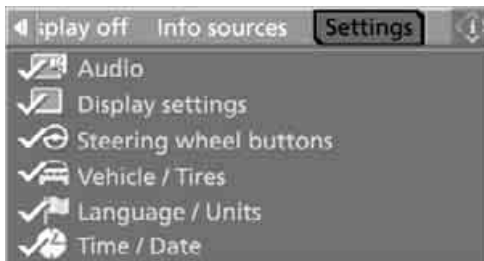 splay off Info sources Settings
Audio
Display settings
Steering wheel buttons
Vehicle / Tires
Language / Units
Time / Date